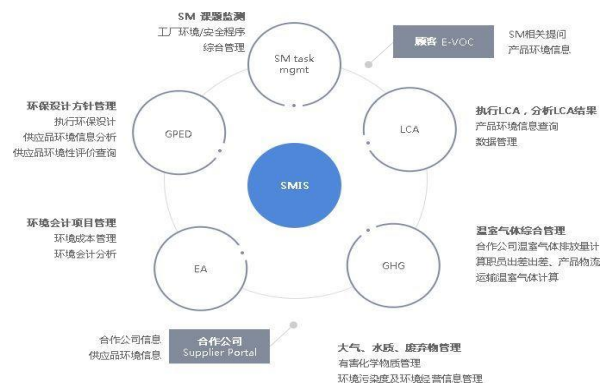 SM 课题监测
工厂环境/安全程序
综合管理
SM task
mgmt
顾客 E-VOC
SM相关提问
产品环境信息
环保设计方针管理
执行环保设计
供应品环境信息分析
供应品环境性评价查询
GPED
LCA
执行LCA，分析LCA结果
产品环境信息查询
数据管理
SMIS
环境会计项目管理
环境成本管理
环境会计分析
EA
GHG
温室气体综合管理
合作公司温室气体排放量计
算职员出差出差、产品物流
运输温室气体计算
合作公司信息
供应品环境信息
合作公司
Supplier Portal
大气、水质、废弃物管理
有害化学物质管理
环境污染度及环境经营信息管理